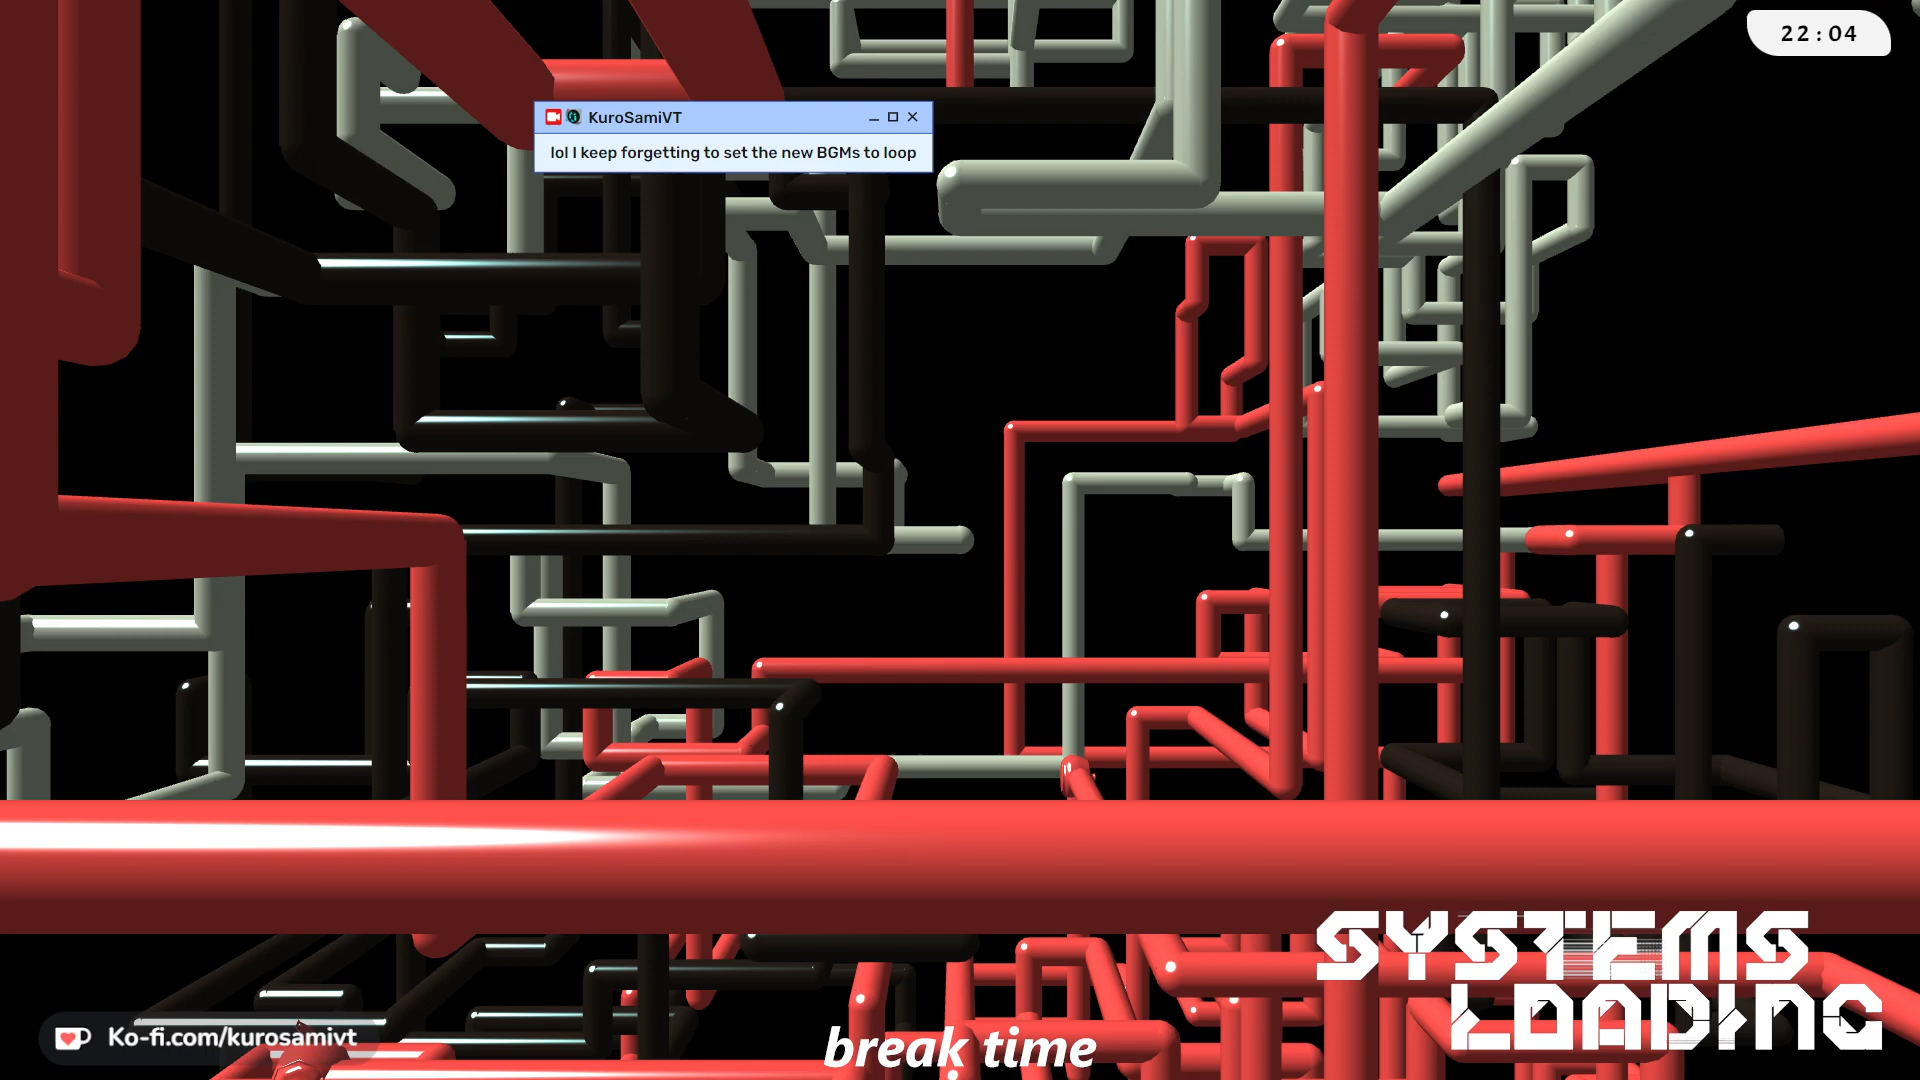 22:04
KuroSamiVT
lol I keep forgetting to set the new BGMs to loop
SYSTEMS
LOADING
Ko-fi.com/kurosamivt
break time